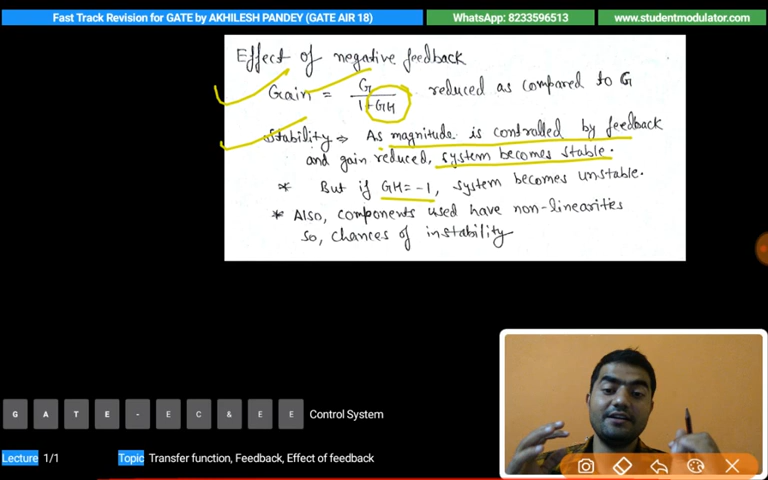 Fast Track Revision for GATE by AKHILESH PANDEY (GATE AIR 18)
WhatsApp: 8233596513
www.studentmodulator.com
Effect of negative feedback
Gain = G / 1+GH reduced as compared to G
Stability ⇒ As magnitude is controlled by feedback
and gain reduced, system becomes stable.
* But if GH=-1, system becomes unstable.
* Also, components used have non-linearities
so, chances of instability
G A T E - E C & E E Control System
Lecture 1/1 Topic Transfer function, Feedback, Effect of feedback